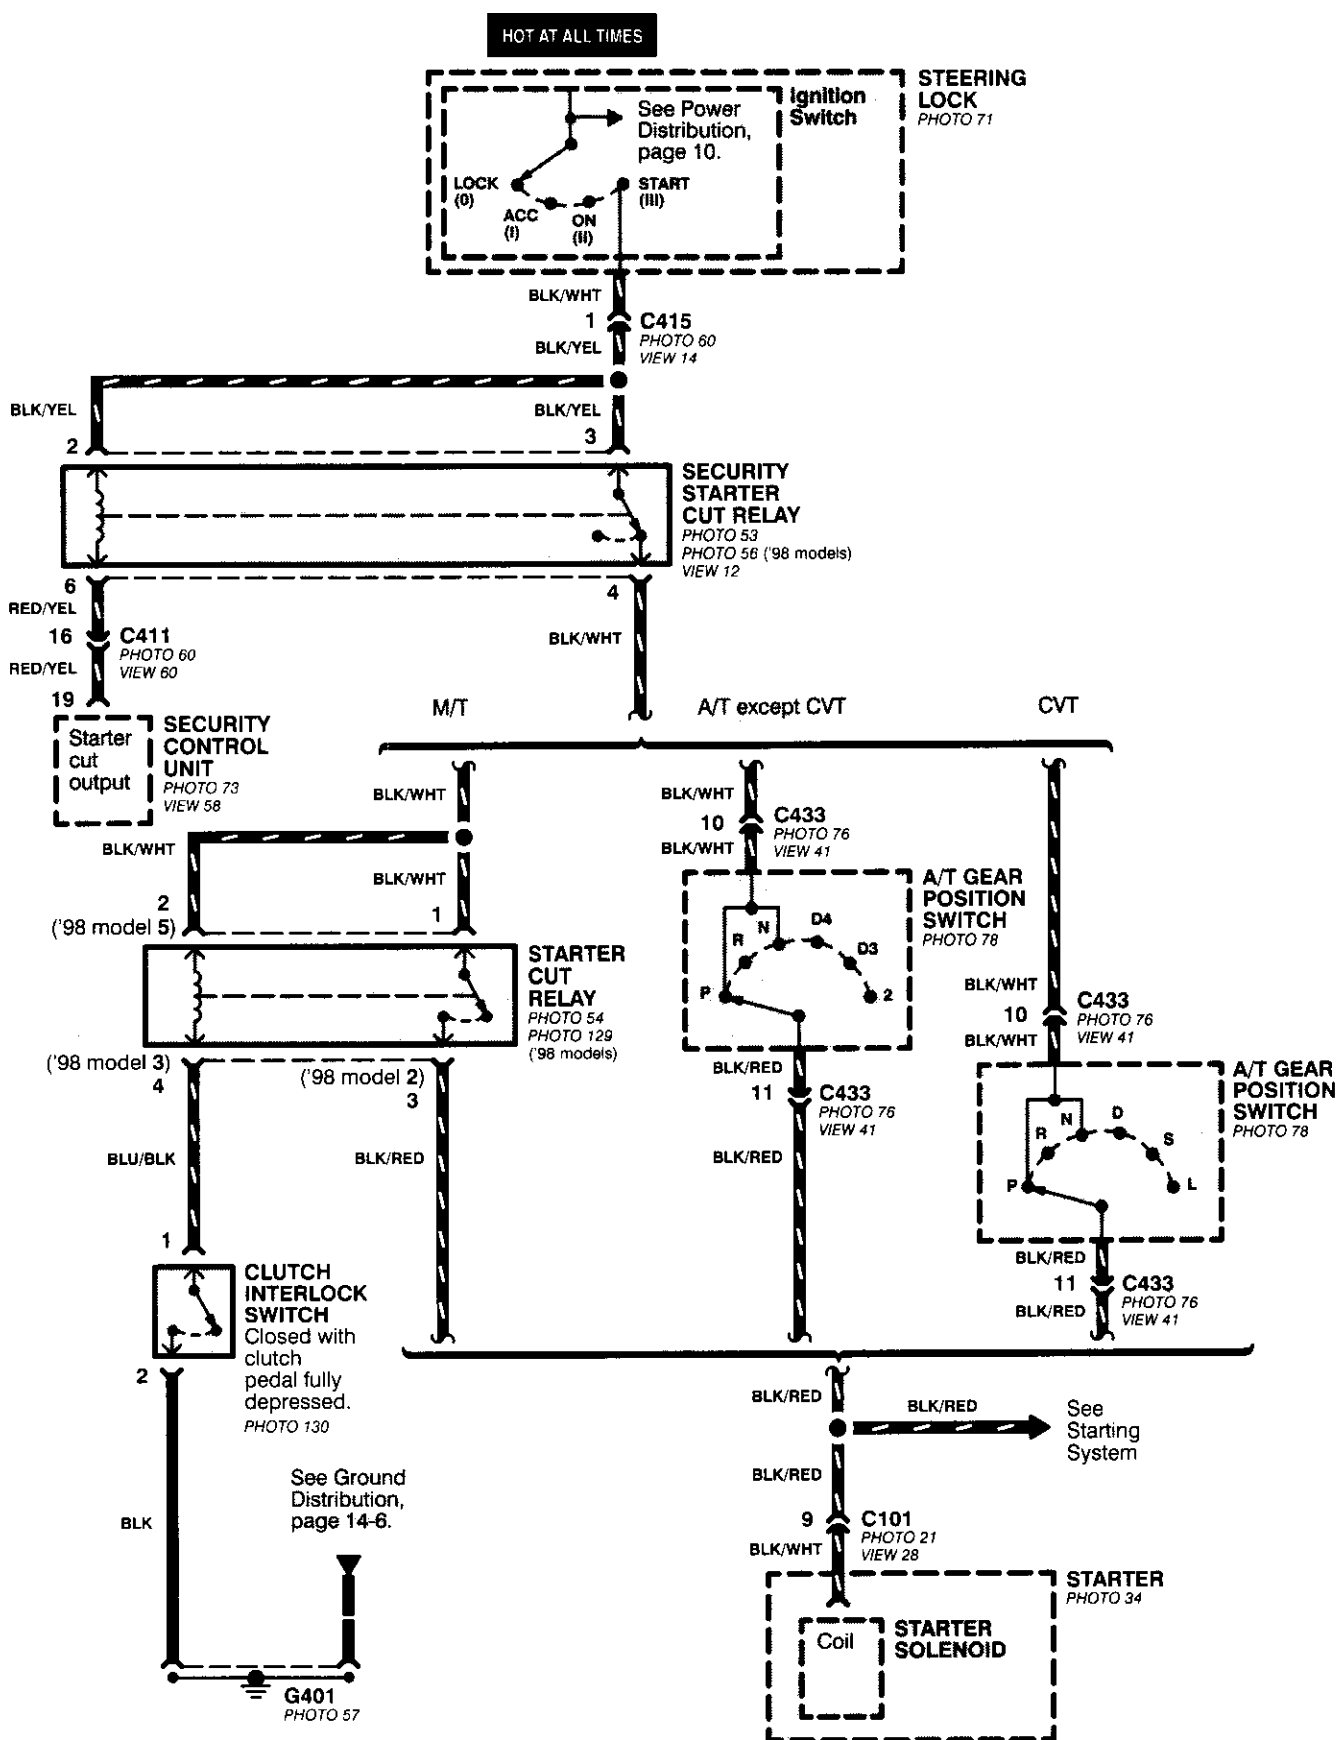 HOT AT ALL TIMES
STEERING
LOCK
PHOTO 71
Ignition
Switch
See Power
Distribution,
page 10.
LOCK
(0)
ACC
(I)
ON
(II)
START
(III)
BLK/WHT
1
C415
PHOTO 60
VIEW 14
BLK/YEL
BLK/YEL
BLK/YEL
2
3
SECURITY
STARTER
CUT RELAY
PHOTO 53
PHOTO 56 ('98 models)
VIEW 12
6
4
RED/YEL
BLK/WHT
16
C411
PHOTO 60
VIEW 60
RED/YEL
19
Starter
cut
output
SECURITY
CONTROL
UNIT
PHOTO 73
VIEW 58
M/T
A/T except CVT
CVT
BLK/WHT
BLK/WHT
BLK/WHT
BLK/WHT
2
('98 model 5)
1
STARTER
CUT
RELAY
PHOTO 54
PHOTO 129
('98 models)
('98 model 3)
4
('98 model 2)
3
BLU/BLK
BLK/RED
10
C433
PHOTO 76
VIEW 41
BLK/WHT
A/T GEAR
POSITION
SWITCH
PHOTO 78
P
R
N
D4
D3
2
BLK/RED
11
C433
PHOTO 76
VIEW 41
BLK/RED
BLK/WHT
10
C433
PHOTO 76
VIEW 41
BLK/WHT
A/T GEAR
POSITION
SWITCH
PHOTO 78
P
R
N
D
S
L
BLK/RED
11
C433
PHOTO 76
VIEW 41
BLK/RED
1
CLUTCH
INTERLOCK
SWITCH
Closed with
clutch
pedal fully
depressed.
PHOTO 130
2
BLK
See Ground
Distribution,
page 14-6.
G401
PHOTO 57
BLK/RED
BLK/RED
See
Starting
System
BLK/RED
9
C101
PHOTO 21
VIEW 28
BLK/WHT
STARTER
PHOTO 34
Coil
STARTER
SOLENOID